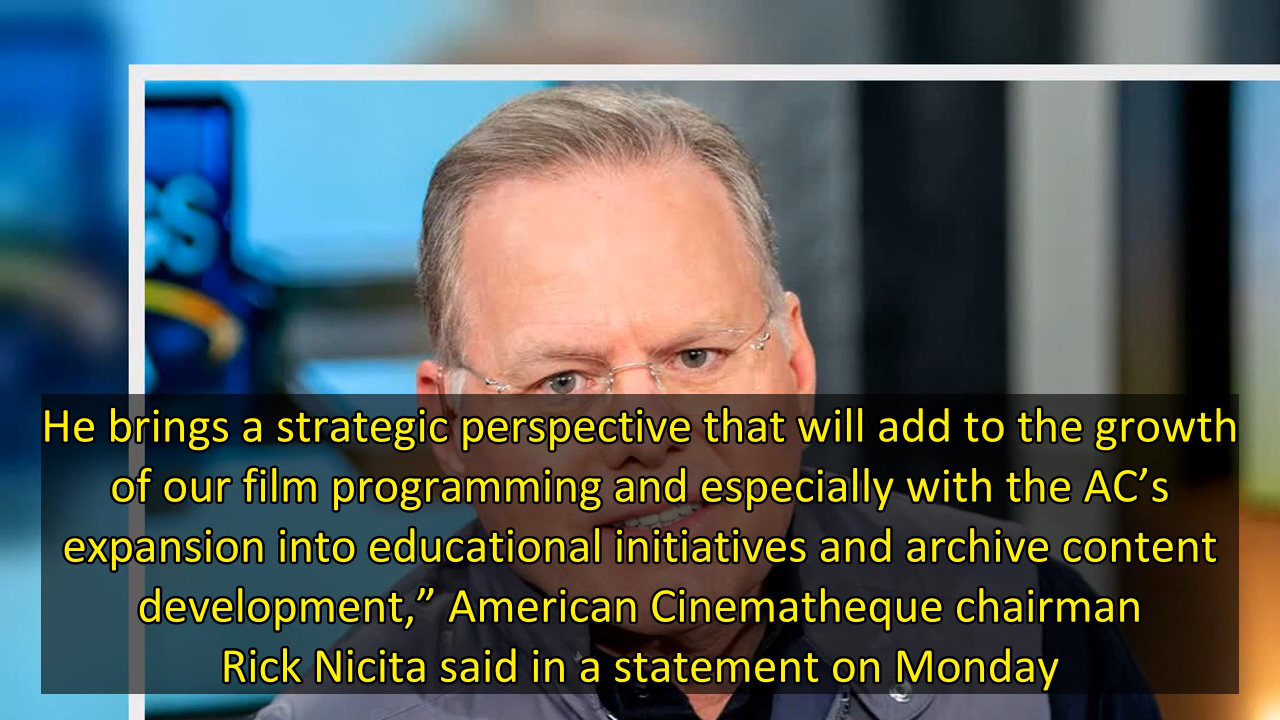 He brings a strategic perspective that will add to the growth
of our film programming and especially with the AC’s
expansion into educational initiatives and archive content
development,” American Cinematheque chairman
Rick Nicita said in a statement on Monday